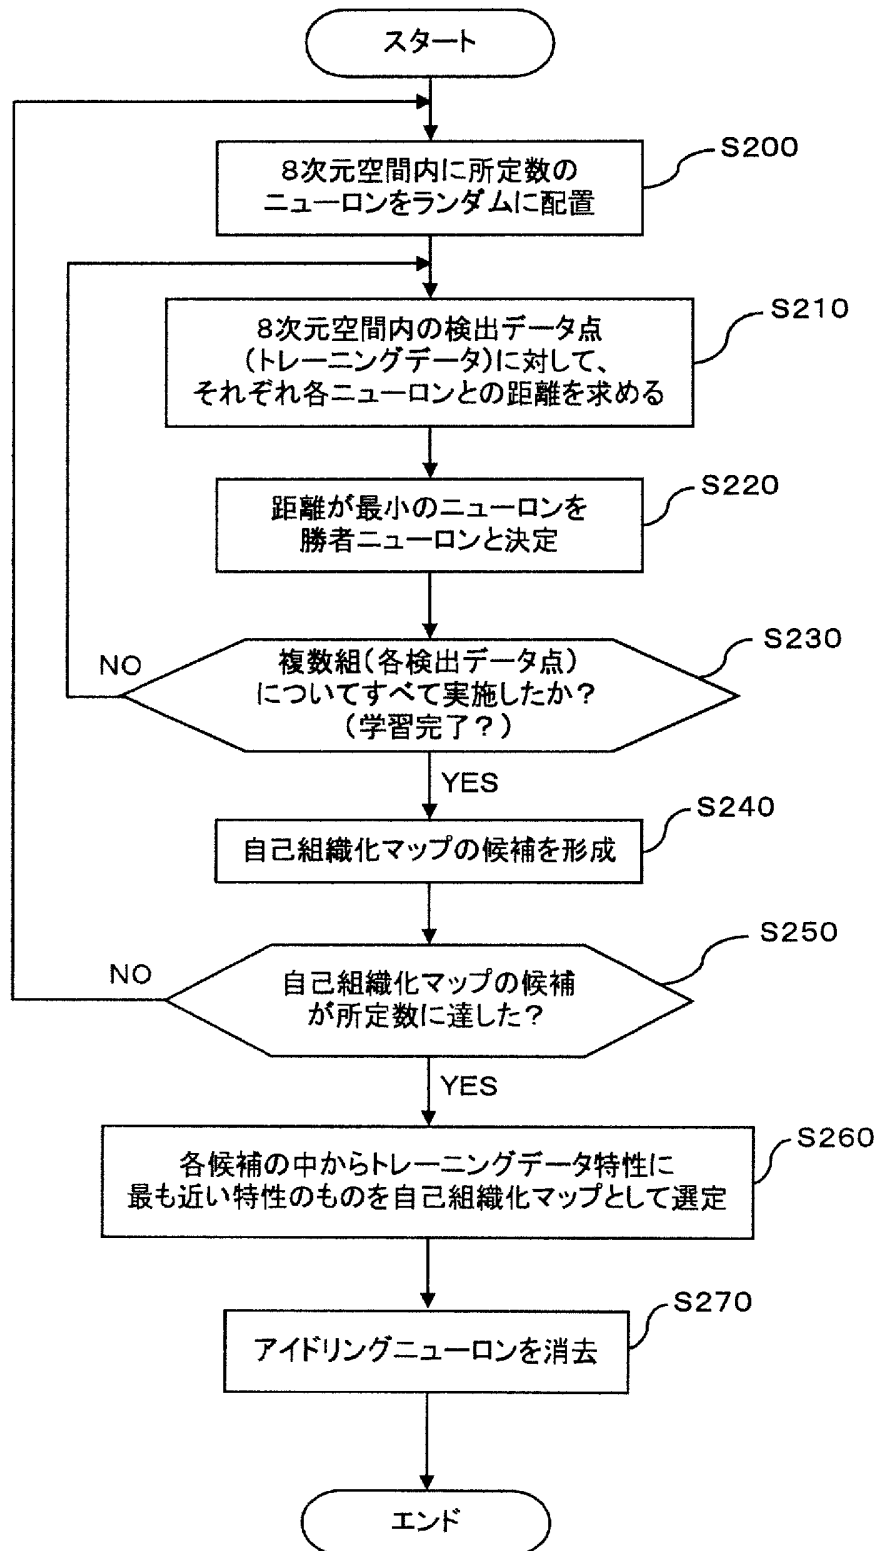 スタート
S200
8次元空間内に所定数の
ニューロンをランダムに配置
S210
8次元空間内の検出データ点
(トレーニングデータ)に対して、
それぞれ各ニューロンとの距離を求める
S220
距離が最小のニューロンを
勝者ニューロンと決定
S230
NO
複数組(各検出データ点)
についてすべて実施したか?
(学習完了?)
YES
S240
自己組織化マップの候補を形成
S250
NO
自己組織化マップの候補
が所定数に達した?
YES
S260
各候補の中からトレーニングデータ特性に
最も近い特性のものを自己組織化マップとして選定
S270
アイドリングニューロンを消去
エンド